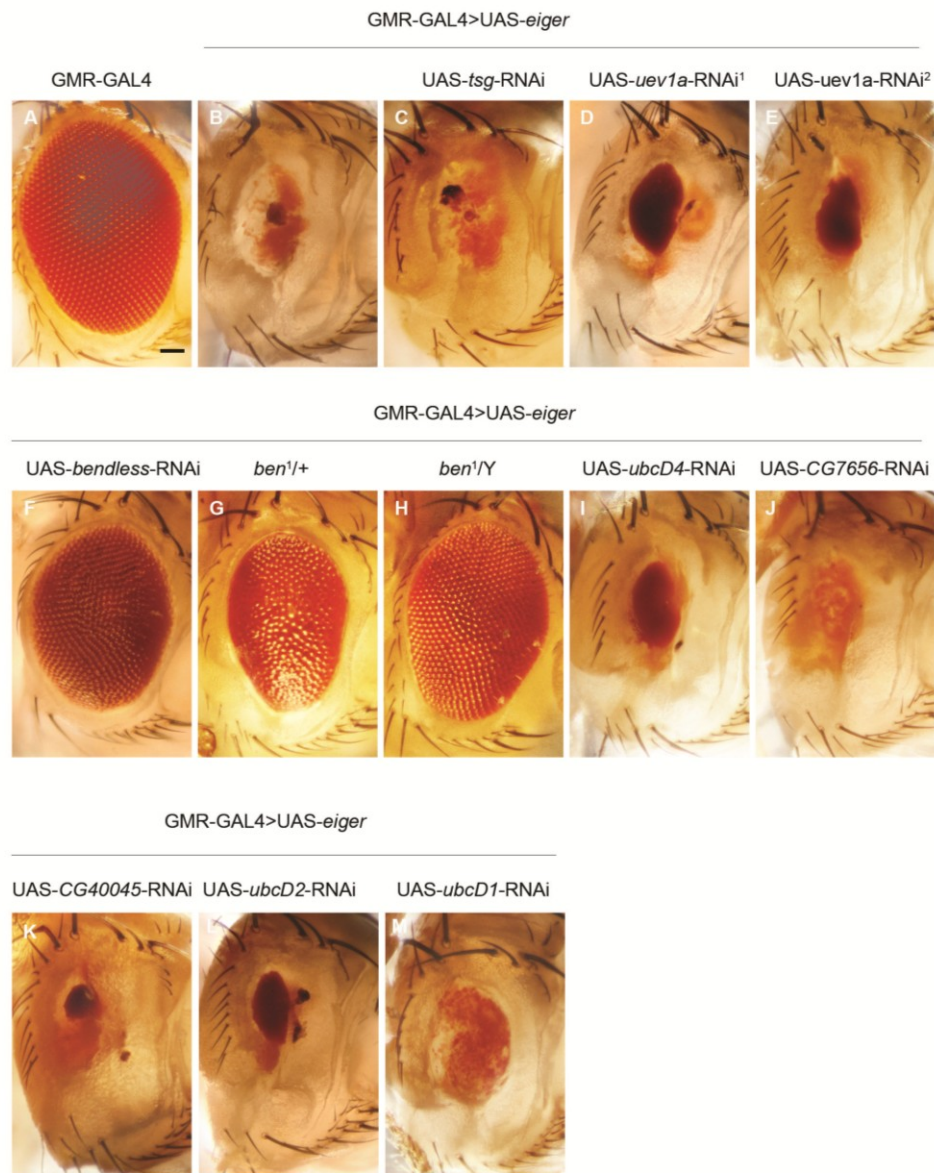 GMR-GAL4>UAS-eiger
GMR-GAL4
UAS-tsg-RNAi
UAS-uev1a-RNAi¹
UAS-uev1a-RNAi²
A
B
C
D
E
GMR-GAL4>UAS-eiger
UAS-bendless-RNAi
ben¹/+
ben¹/Y
UAS-ubcD4-RNAi
UAS-CG7656-RNAi
F
G
H
I
J
GMR-GAL4>UAS-eiger
UAS-CG40045-RNAi
UAS-ubcD2-RNAi
UAS-ubcD1-RNAi
K
L
M